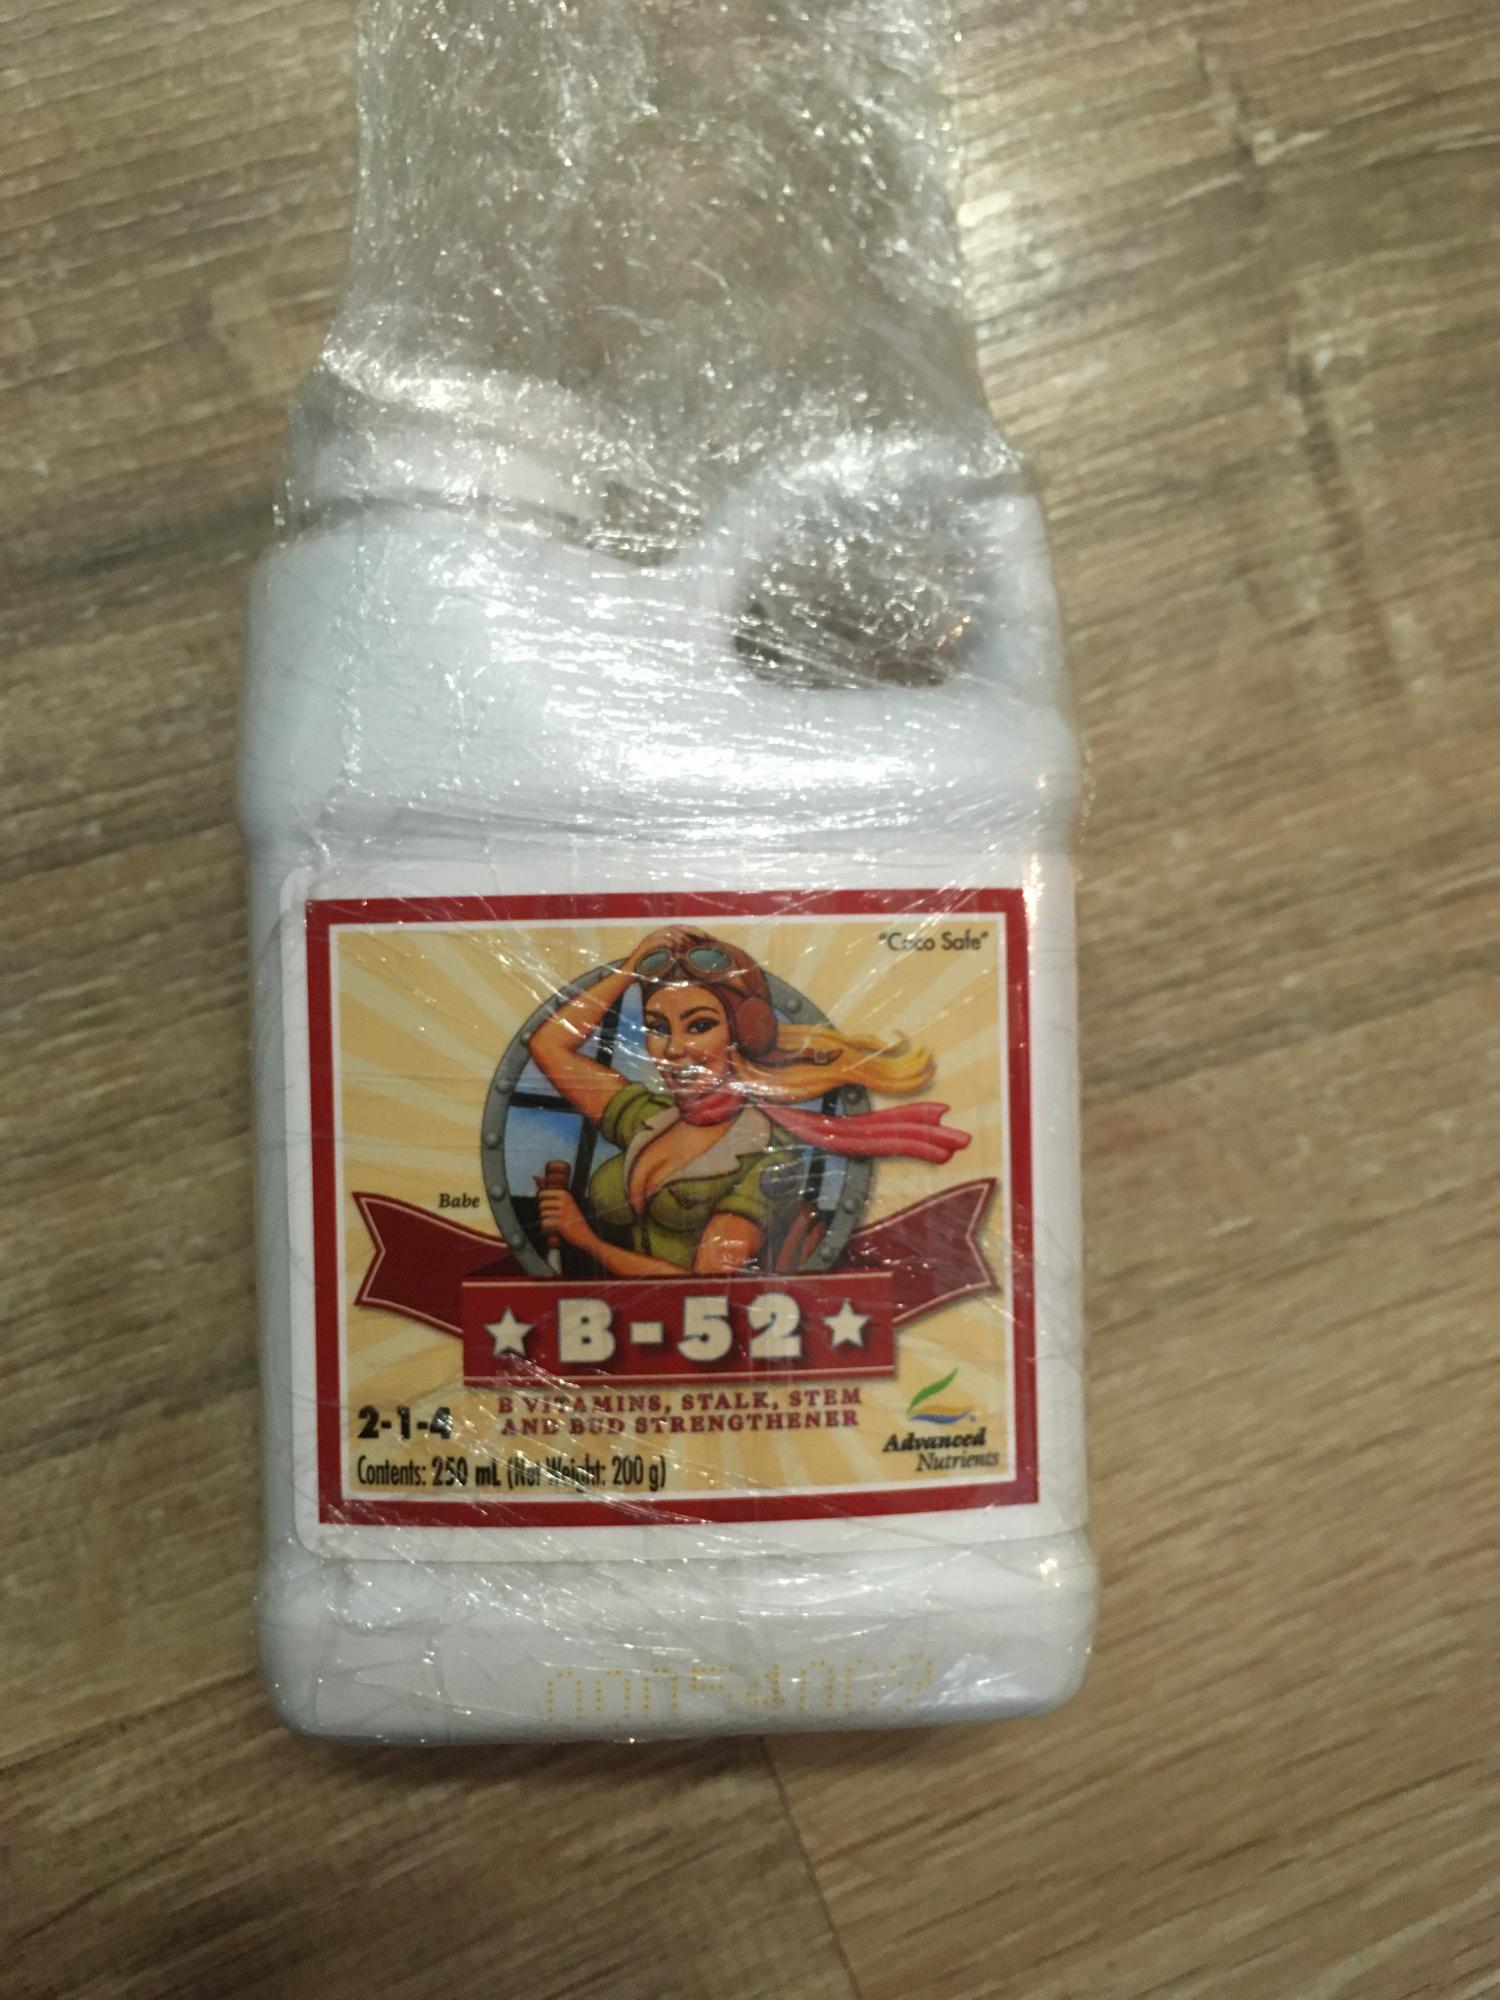 "Coco Safe"
Babe
B-52
B VITAMINS, STALK, STEM
AND BUD STRENGTHENER
2-1-4
Contents: 250 mL (Net Weight: 200 g)
Advanced
Nutrients